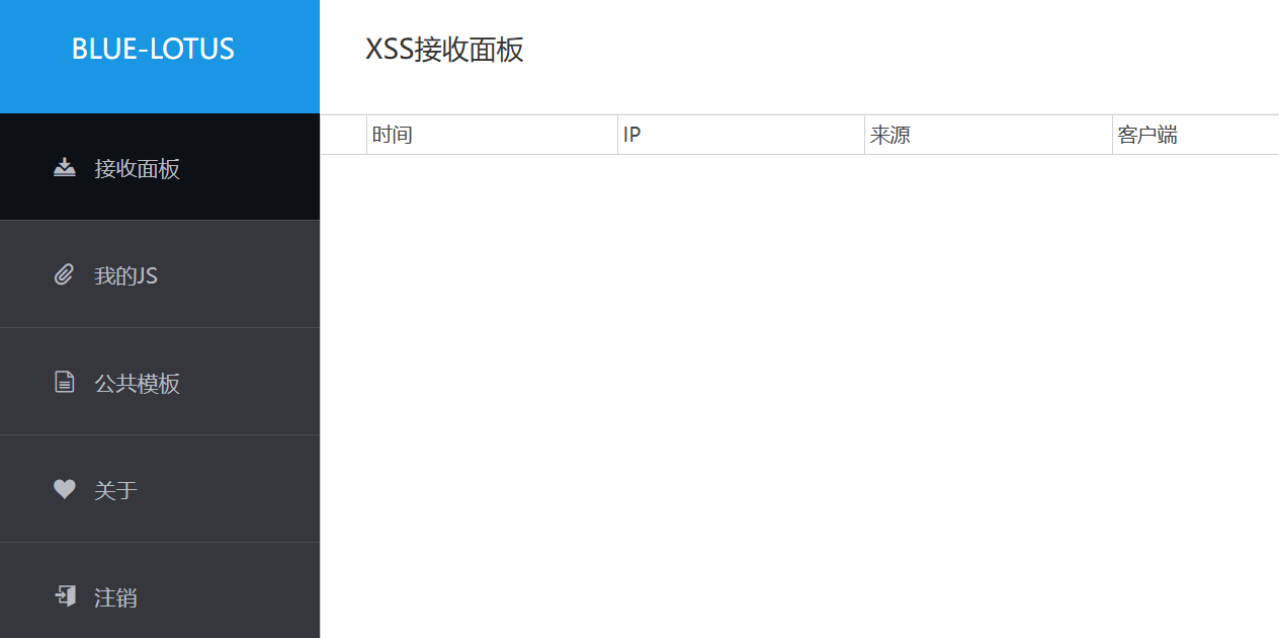 BLUE-LOTUS
XSS接收面板
时间 IP 来源 客户端
接收面板
我的JS
公共模板
关于
注销